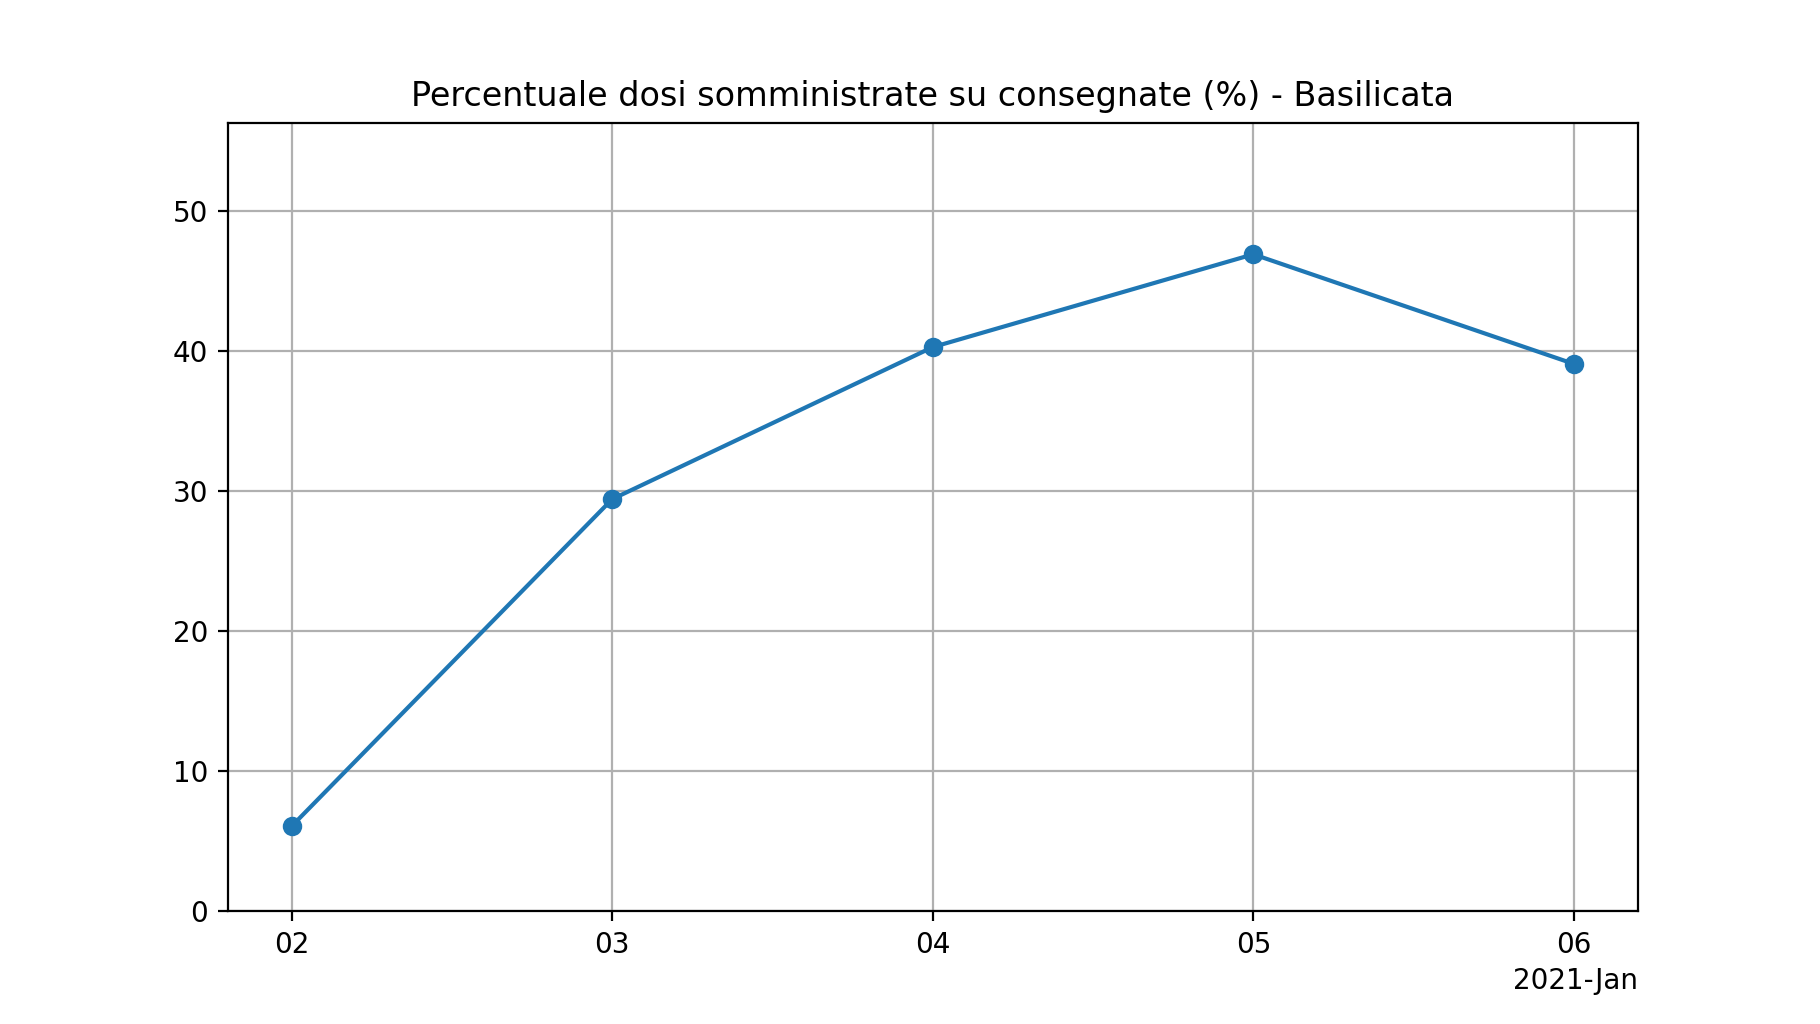 Percentuale dosi somministrate su consegnate (%) - Basilicata
50
40
30
20
10
0
02 03 04 05 06
2021-Jan